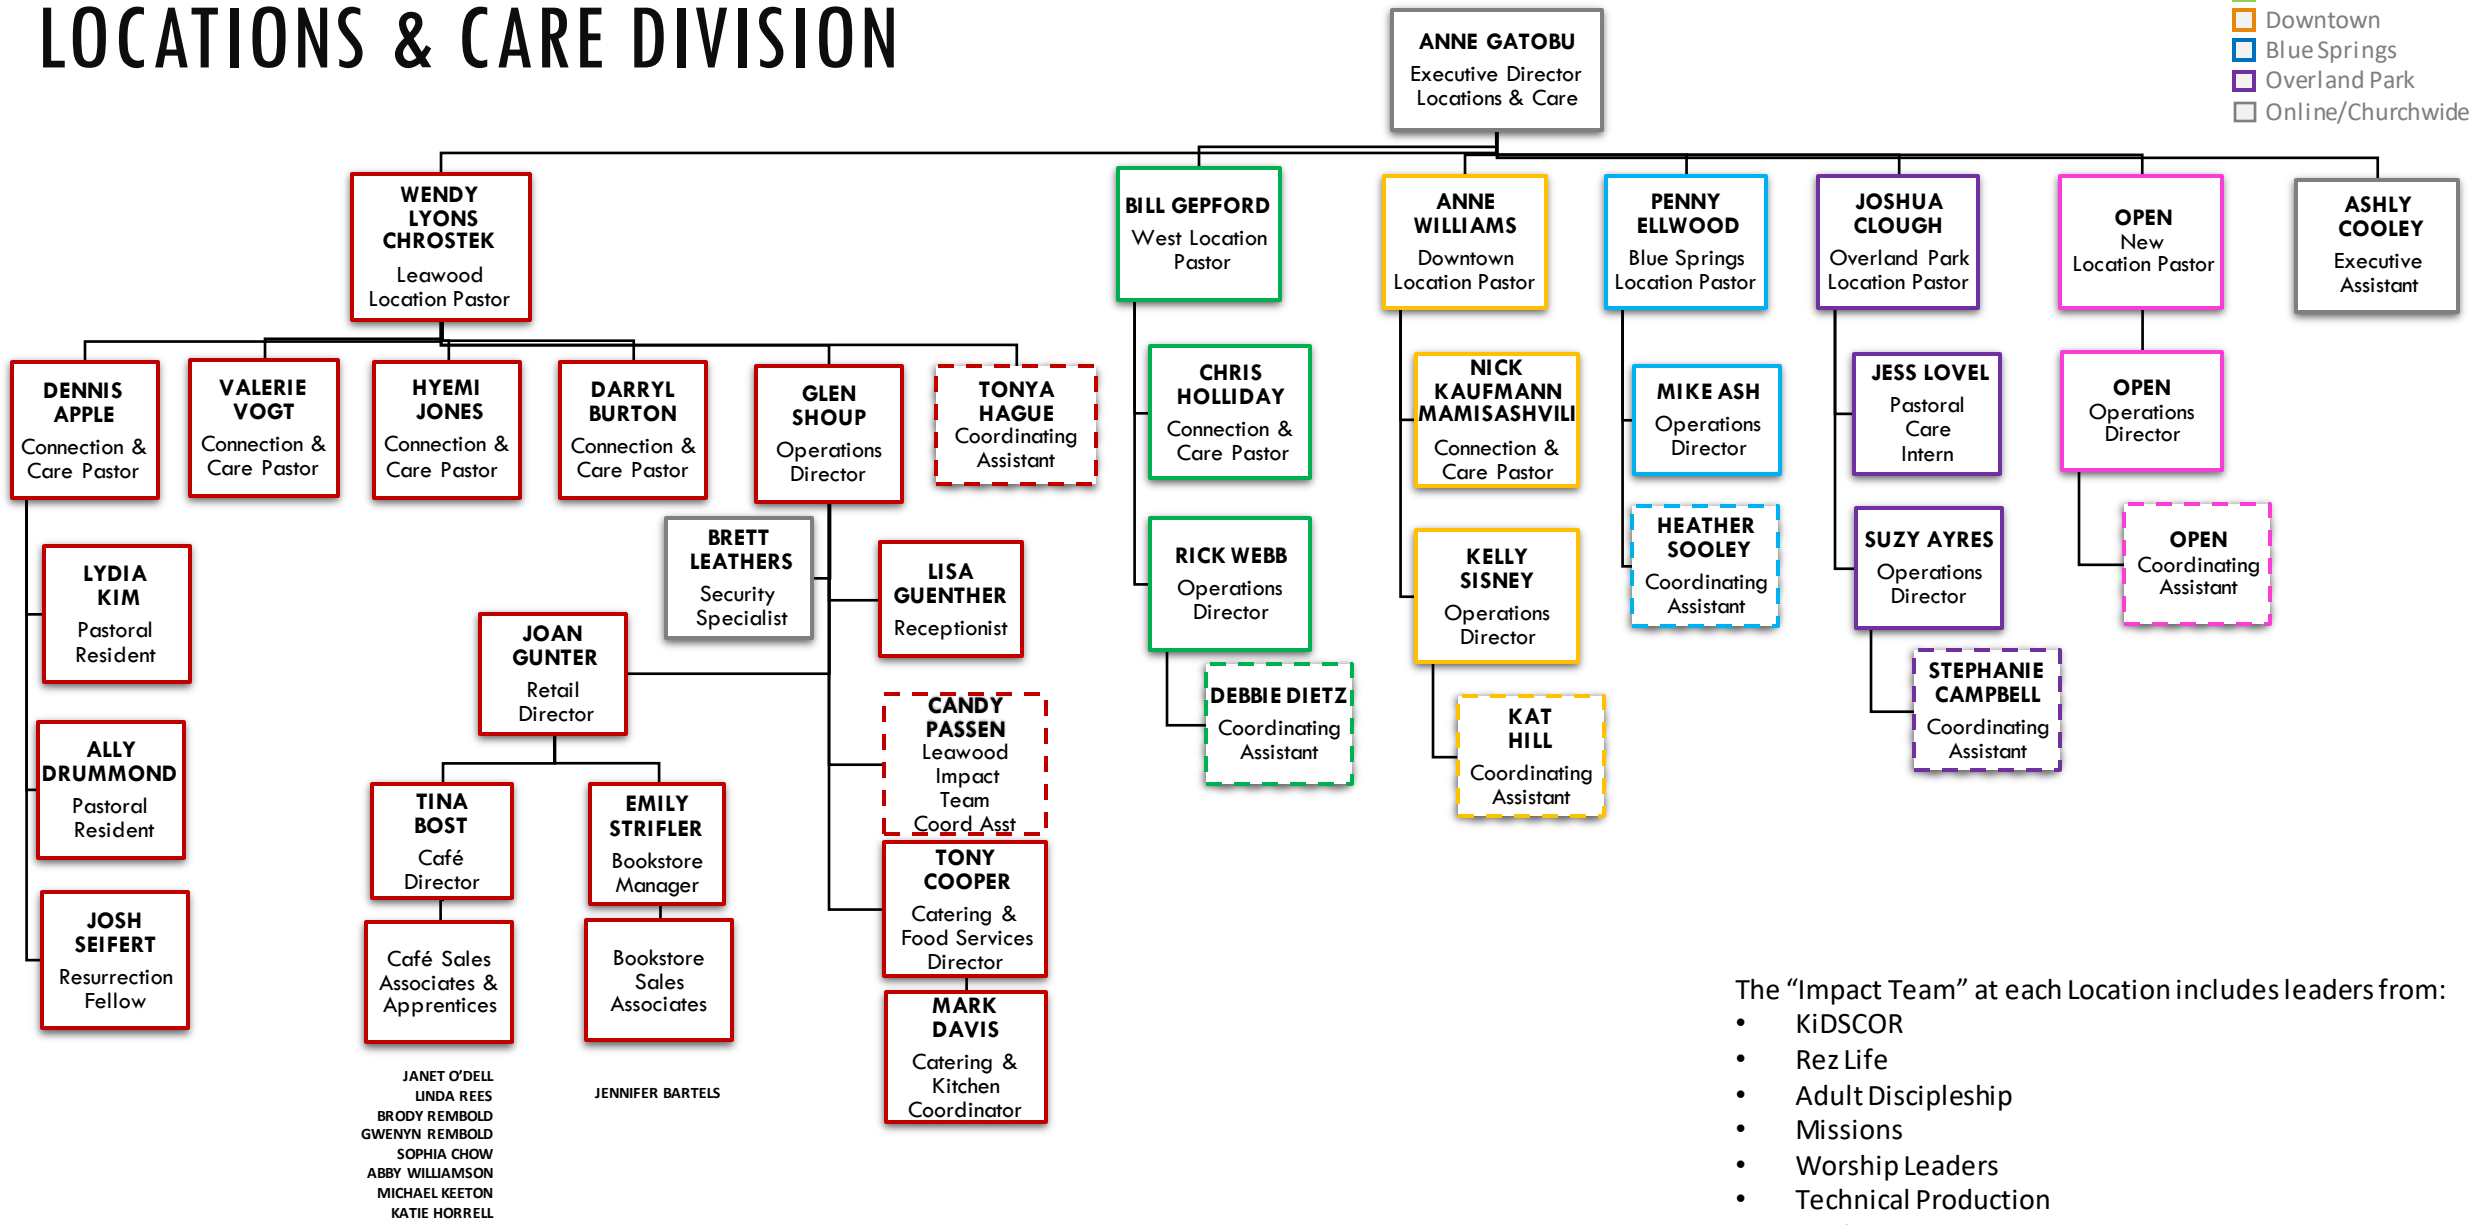 LOCATIONS & CARE DIVISION
Downtown
Blue Springs
Overland Park
Online/Churchwide
ANNE GATOBU
Executive Director
Locations & Care
WENDY
LYONS
CHROSTEK
Leawood
Location Pastor
BILL GEPFORD
West Location
Pastor
ANNE
WILLIAMS
Downtown
Location Pastor
PENNY
ELLWOOD
Blue Springs
Location Pastor
JOSHUA
CLOUGH
Overland Park
Location Pastor
OPEN
New
Location Pastor
ASHLY
COOLEY
Executive
Assistant
DENNIS
APPLE
Connection &
Care Pastor
VALERIE
VOGT
Connection &
Care Pastor
HYEMI
JONES
Connection &
Care Pastor
DARRYL
BURTON
Connection &
Care Pastor
GLEN
SHOUP
Operations
Director
TONYA
HAGUE
Coordinating
Assistant
CHRIS
HOLLIDAY
Connection &
Care Pastor
NICK
KAUFMANN
MAMISASHVILI
Connection &
Care Pastor
MIKE ASH
Operations
Director
JESS LOVEL
Pastoral
Care
Intern
OPEN
Operations
Director
LYDIA
KIM
Pastoral
Resident
BRETT
LEATHERS
Security
Specialist
LISA
GUENTHER
Receptionist
RICK WEBB
Operations
Director
KELLY
SISNEY
Operations
Director
HEATHER
SOOLEY
Coordinating
Assistant
SUZY AYRES
Operations
Director
OPEN
Coordinating
Assistant
JOAN
GUNTER
Retail
Director
DEBBIE DIETZ
Coordinating
Assistant
KAT
HILL
Coordinating
Assistant
STEPHANIE
CAMPBELL
Coordinating
Assistant
ALLY
DRUMMOND
Pastoral
Resident
CANDY
PASSEN
Leawood
Impact
Team
Coord Asst
TINA
BOST
Café
Director
EMILY
STRIFLER
Bookstore
Manager
TONY
COOPER
Catering &
Food Services
Director
JOSH
SEIFERT
Resurrection
Fellow
Café Sales
Associates &
Apprentices
Bookstore
Sales
Associates
MARK
DAVIS
Catering &
Kitchen
Coordinator
JANET O’DELL
LINDA REES
BRODY REMBOLD
GWENYN REMBOLD
SOPHIA CHOW
ABBY WILLIAMSON
MICHAEL KEETON
KATIE HORRELL
JENNIFER BARTELS
The “Impact Team” at each Location includes leaders from:
• KiDSCOR
• Rez Life
• Adult Discipleship
• Missions
• Worship Leaders
• Technical Production